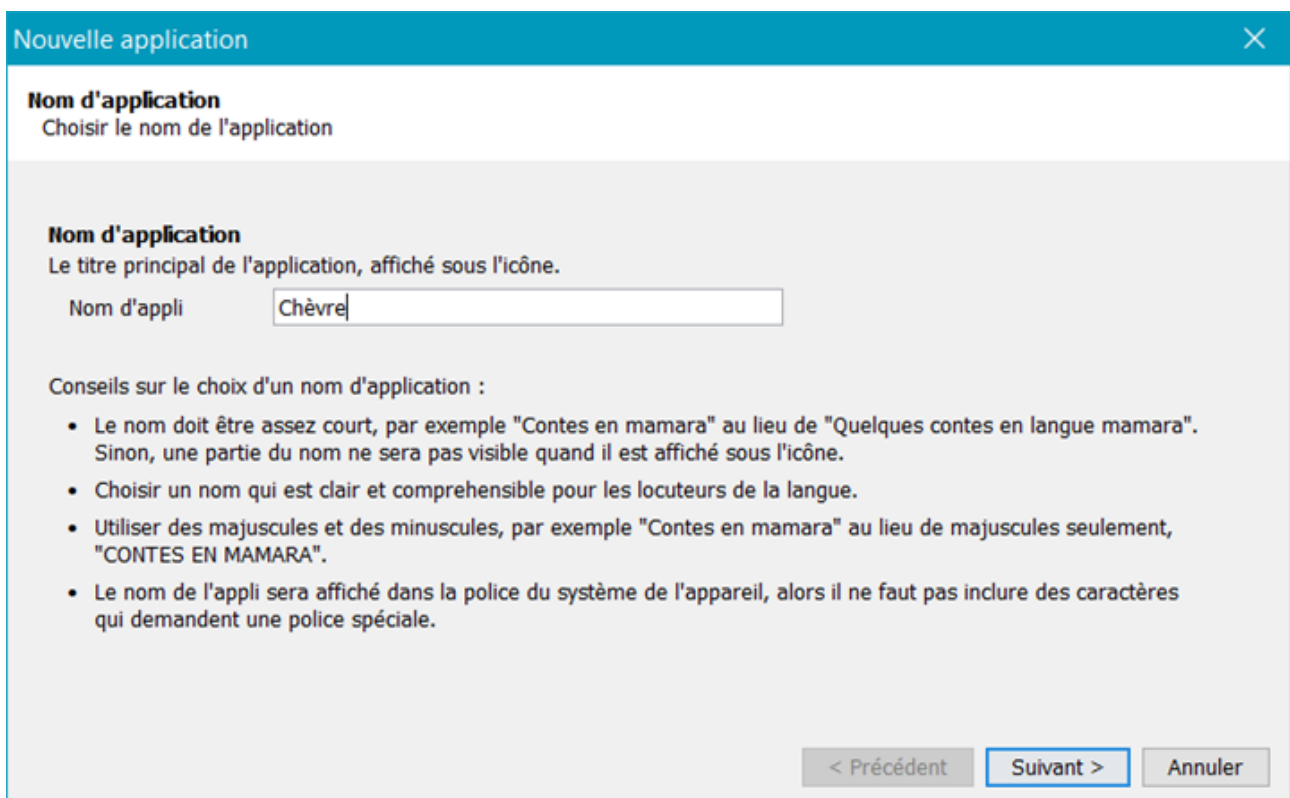 Nouvelle application
Nom d'application
Choisir le nom de l'application
Nom d'application
Le titre principal de l'application, affiché sous l'icône.
Nom d'appli Chèvre
Conseils sur le choix d'un nom d'application :
• Le nom doit être assez court, par exemple "Contes en mamara" au lieu de "Quelques contes en langue mamara".
Sinon, une partie du nom ne sera pas visible quand il est affiché sous l'icône.
• Choisir un nom qui est clair et comprehensible pour les locuteurs de la langue.
• Utiliser des majuscules et des minuscules, par exemple "Contes en mamara" au lieu de majuscules seulement,
"CONTES EN MAMARA".
• Le nom de l'appli sera affiché dans la police du système de l'appareil, alors il ne faut pas inclure des caractères
qui demandent une police spéciale.
< Précédent Suivant > Annuler